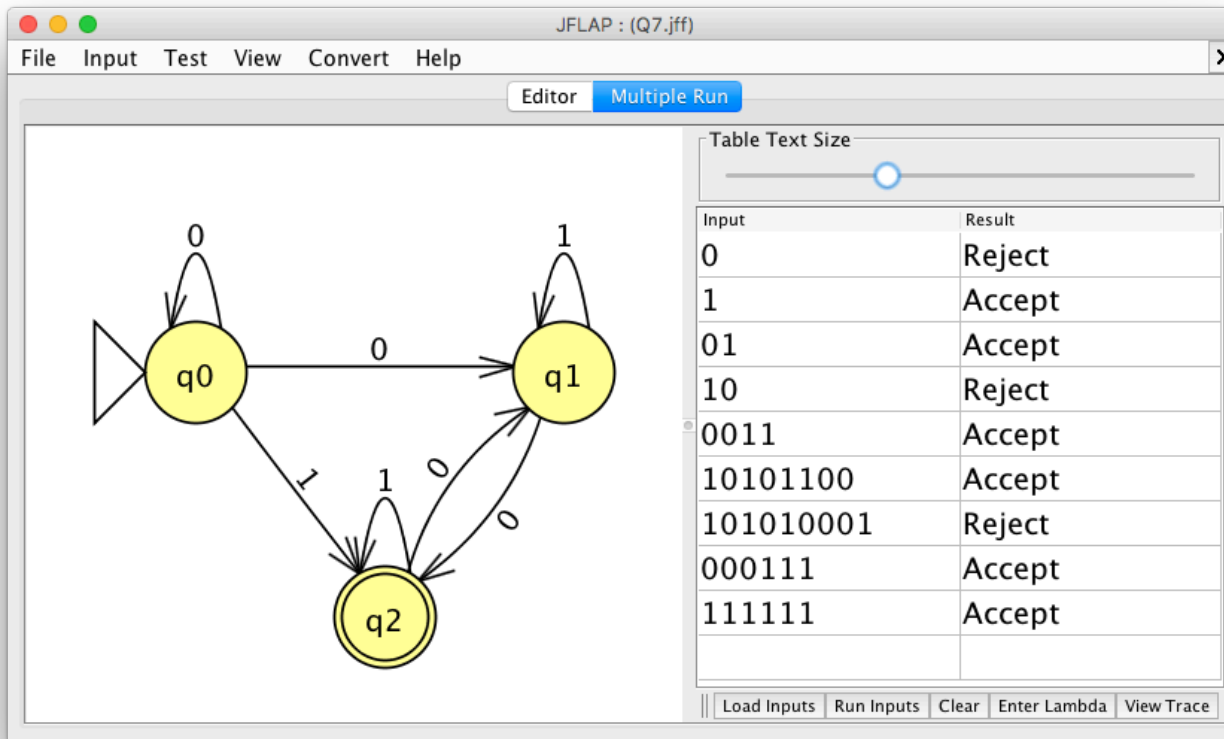 JFLAP : (Q7.jff)
File Input Test View Convert Help
Editor Multiple Run
0
1
q0
0
q1
1
1
0
0
q2
Table Text Size
Input Result
0 Reject
1 Accept
01 Accept
10 Reject
0011 Accept
10101100 Accept
101010001 Reject
000111 Accept
111111 Accept
Load Inputs Run Inputs Clear Enter Lambda View Trace